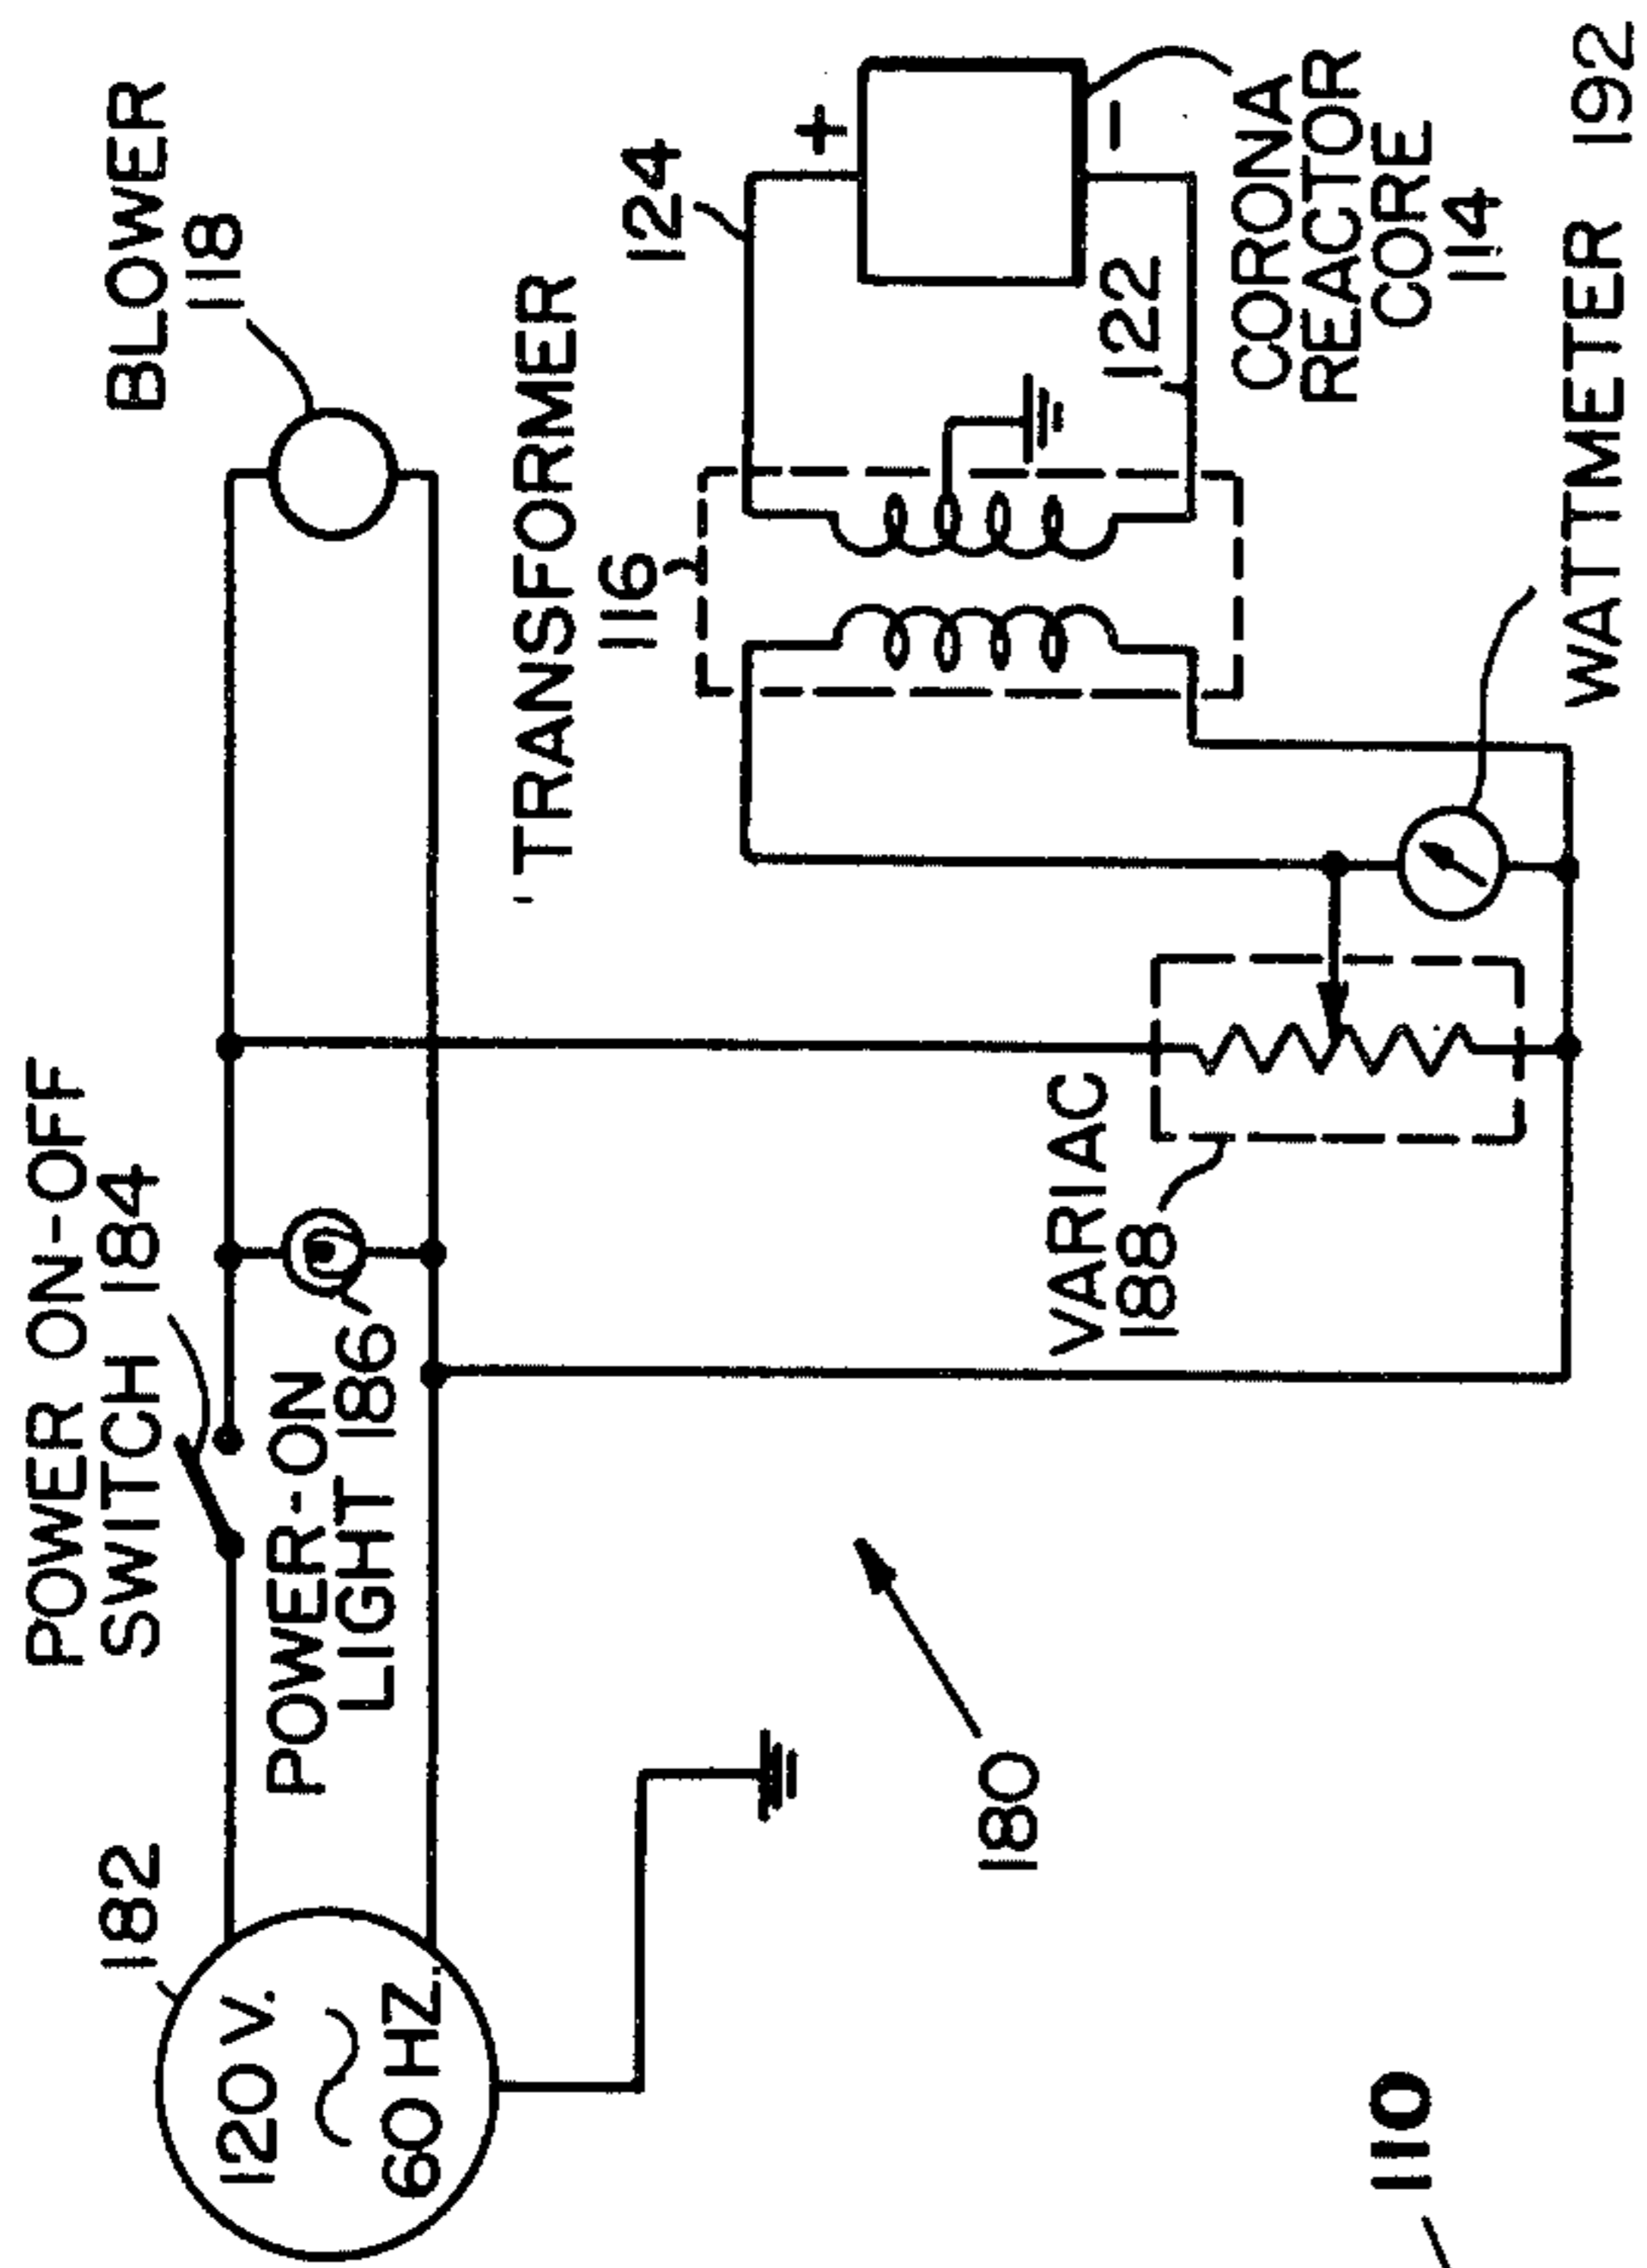 182
120 V.
60 HZ.
POWER ON-OFF
SWITCH 184
POWER-ON
LIGHT 186
BLOWER
118
TRANSFORMER
116
124
+
122
−
CORONA
REACTOR
CORE
114
VARIAC
188
WATTMETER 192
180
110